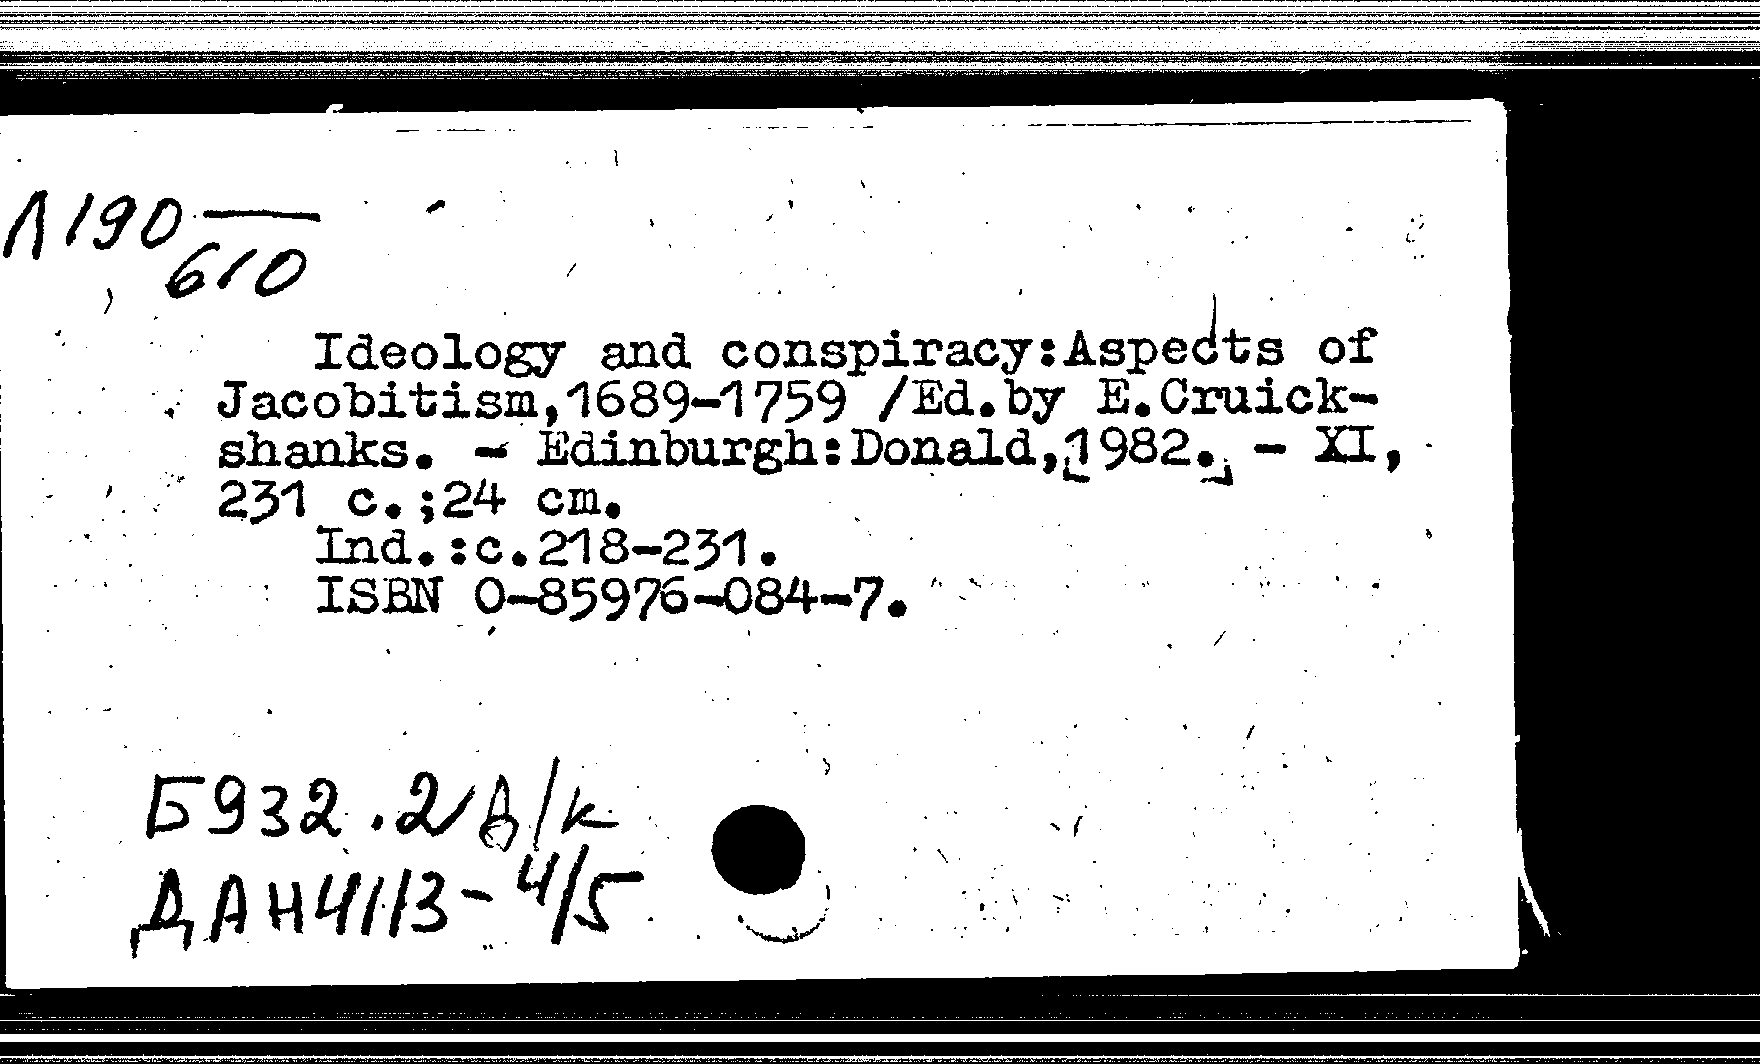 Л190—
610
Ideology and conspiracy:Aspects of
Jacobitism,1689-1759 /Ed.by E.Cruick-
shanks. - Edinburgh:Donald,1982. - XI,
231 c.;24 cm.
Ind.:c.218-231.
ISBN 0-85976-084-7.
Б932.2 в/к
ДАН4113-4/5